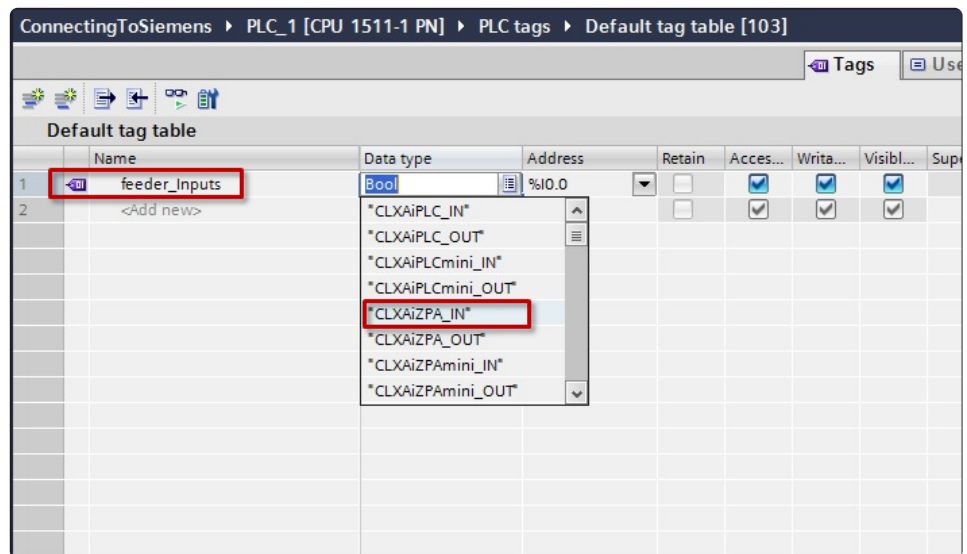 ConnectingToSiemens ▸ PLC_1 [CPU 1511-1 PN] ▸ PLC tags ▸ Default tag table [103]
Tags Use
Default tag table
Name Data type Address Retain Acces... Writa... Visibl... Supe
1 feeder_Inputs Bool %I0.0
2 <Add new>
"CLXAiPLC_IN"
"CLXAiPLC_OUT"
"CLXAiPLCmini_IN"
"CLXAiPLCmini_OUT"
"CLXAiZPA_IN"
"CLXAiZPA_OUT"
"CLXAiZPAmini_IN"
"CLXAiZPAmini_OUT"